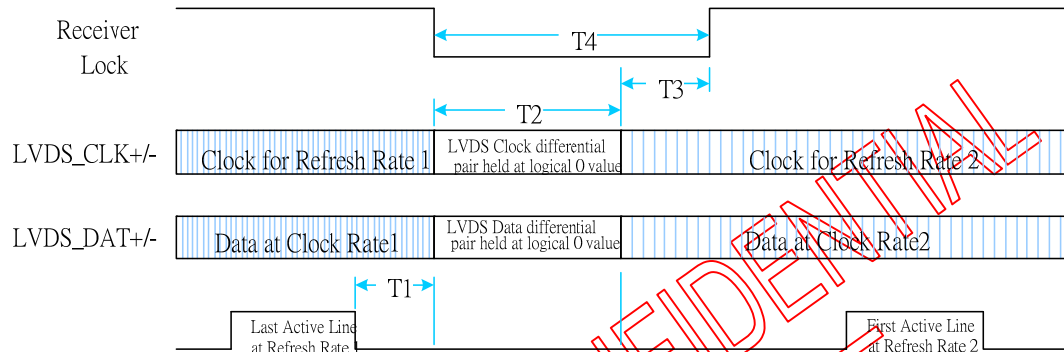 Receiver
Lock
T4
T3
T2
LVDS_CLK+/-
Clock for Refresh Rate 1
LVDS Clock differential
pair held at logical 0 value
Clock for Refresh Rate 2
LVDS_DAT+/-
Data at Clock Rate1
LVDS Data differential
pair held at logical 0 value
Data at Clock Rate2
T1
Last Active Line
at Refresh Rate 1
First Active Line
at Refresh Rate 2